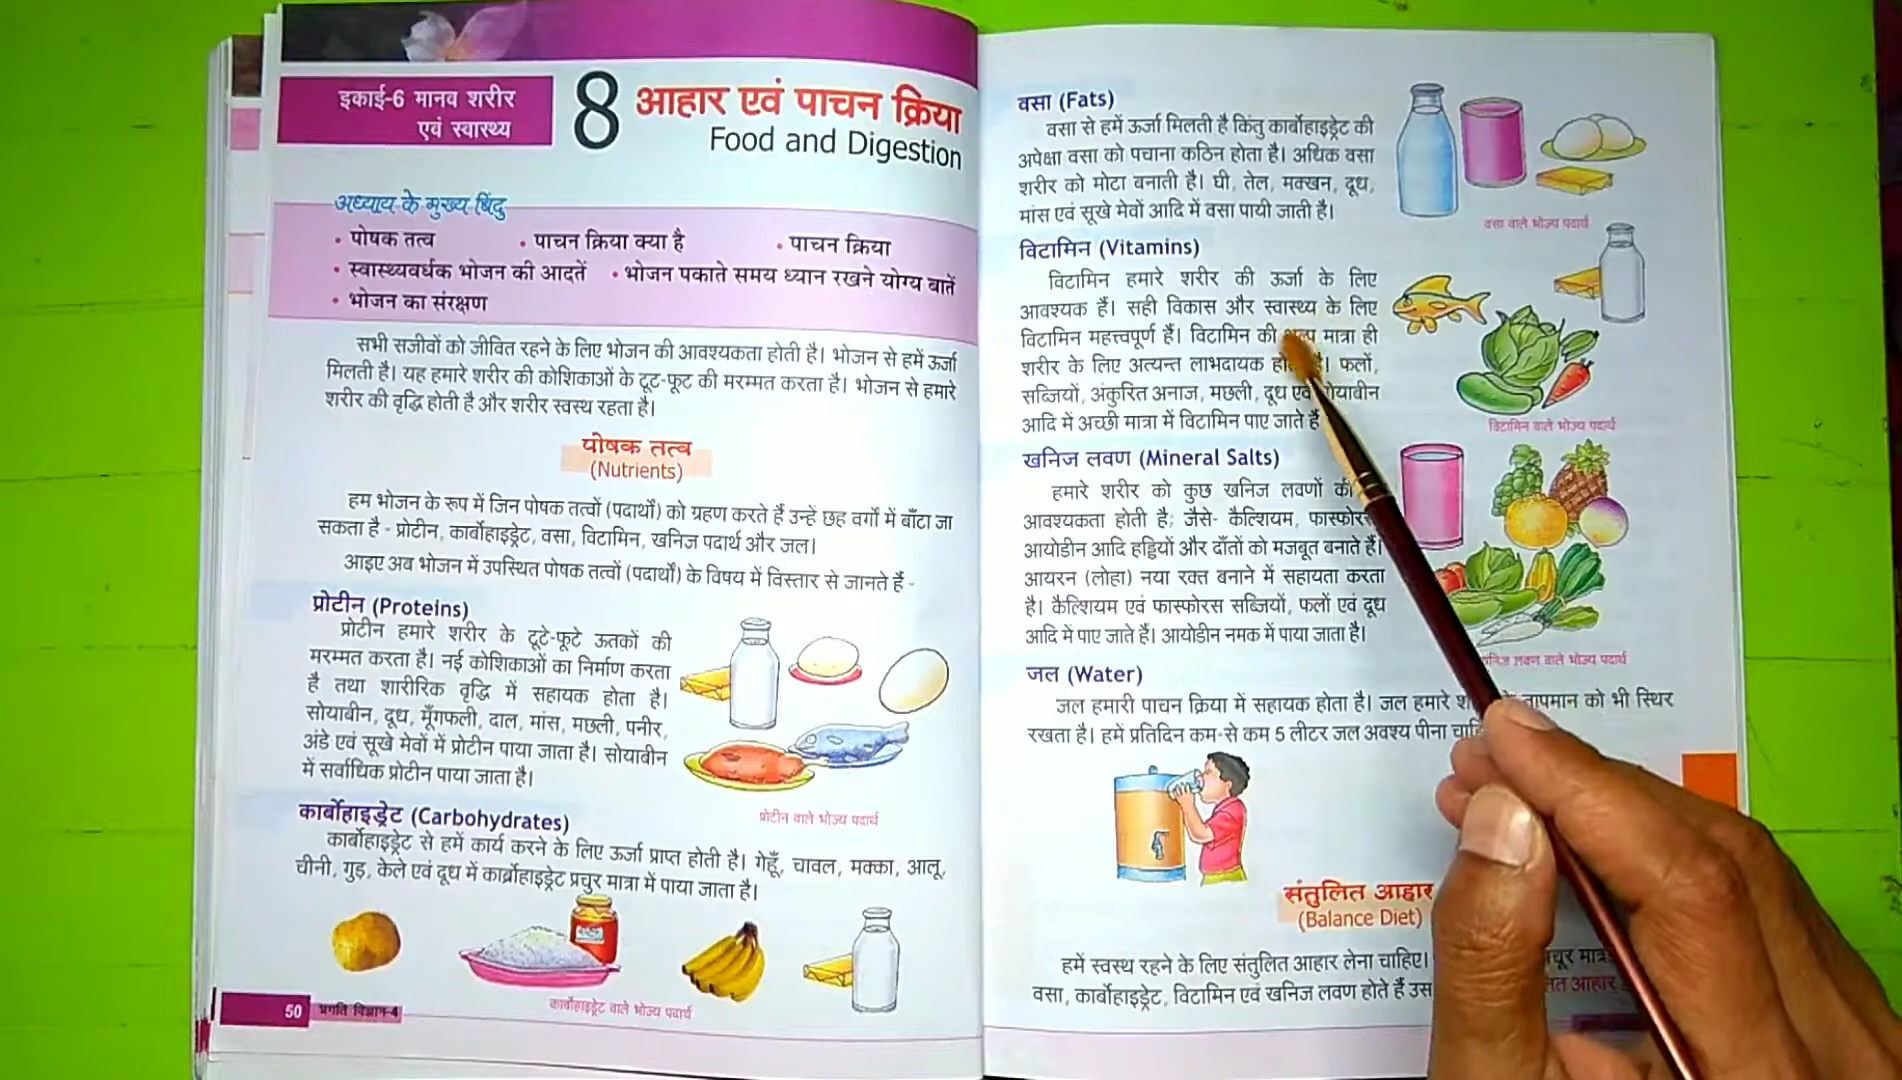 इकाई-6 मानव शरीर
एवं स्वास्थ्य
8 आहार एवं पाचन क्रिया
Food and Digestion
अध्याय के मुख्य बिंदु
• पोषक तत्व • पाचन क्रिया क्या है • पाचन क्रिया
• स्वास्थ्यवर्धक भोजन की आदतें • भोजन पकाते समय ध्यान रखने योग्य बातें
• भोजन का संरक्षण
सभी सजीवों को जीवित रहने के लिए भोजन की आवश्यकता होती है। भोजन से हमें ऊर्जा
मिलती है। यह हमारे शरीर की कोशिकाओं के टूट-फूट की मरम्मत करता है। भोजन से हमारे
शरीर की वृद्धि होती है और शरीर स्वस्थ रहता है।
पोषक तत्व
(Nutrients)
हम भोजन के रूप में जिन पोषक तत्वों (पदार्थों) को ग्रहण करते हैं उन्हें छह वर्गों में बाँटा जा
सकता है - प्रोटीन, कार्बोहाइड्रेट, वसा, विटामिन, खनिज पदार्थ और जल।
आइए अब भोजन में उपस्थित पोषक तत्वों (पदार्थों) के विषय में विस्तार से जानते हैं -
प्रोटीन (Proteins)
प्रोटीन हमारे शरीर के टूटे-फूटे ऊतकों की
मरम्मत करता है। नई कोशिकाओं का निर्माण करता
है तथा शारीरिक वृद्धि में सहायक होता है।
सोयाबीन, दूध, मूँगफली, दाल, मांस, मछली, पनीर,
अंडे एवं सूखे मेवों में प्रोटीन पाया जाता है। सोयाबीन
में सर्वाधिक प्रोटीन पाया जाता है।
प्रोटीन वाले भोज्य पदार्थ
कार्बोहाइड्रेट (Carbohydrates)
कार्बोहाइड्रेट से हमें कार्य करने के लिए ऊर्जा प्राप्त होती है। गेहूँ, चावल, मक्का, आलू,
चीनी, गुड़, केले एवं दूध में कार्ब्रोहाइड्रेट प्रचुर मात्रा में पाया जाता है।
कार्बोहाइड्रेट वाले भोज्य पदार्थ
50 प्रगति विज्ञान-4
वसा (Fats)
वसा से हमें ऊर्जा मिलती है किंतु कार्बोहाइड्रेट की
अपेक्षा वसा को पचाना कठिन होता है। अधिक वसा
शरीर को मोटा बनाती है। घी, तेल, मक्खन, दूध,
मांस एवं सूखे मेवों आदि में वसा पायी जाती है।
वसा वाले भोज्य पदार्थ
विटामिन (Vitamins)
विटामिन हमारे शरीर की ऊर्जा के लिए
आवश्यक हैं। सही विकास और स्वास्थ्य के लिए
विटामिन महत्त्वपूर्ण हैं। विटामिन की मात्रा ही
शरीर के लिए अत्यन्त लाभदायक है। फलों,
सब्जियों, अंकुरित अनाज, मछली, दूध एवं
आदि में अच्छी मात्रा में विटामिन पाए जाते हैं
विटामिन वाले भोज्य पदार्थ
खनिज लवण (Mineral Salts)
हमारे शरीर को कुछ खनिज लवणों की
आवश्यकता होती है; जैसे- कैल्शियम, फास्फोरस
आयोडीन आदि हड्डियों और दाँतों को मजबूत बनाते हैं।
आयरन (लोहा) नया रक्त बनाने में सहायता करता
है। कैल्शियम एवं फास्फोरस सब्जियों, फलों एवं दूध
आदि में पाए जाते हैं। आयोडीन नमक में पाया जाता है।
लवण वाले भोज्य पदार्थ
जल (Water)
जल हमारी पाचन क्रिया में सहायक होता है। जल हमारे तापमान को भी स्थिर
रखता है। हमें प्रतिदिन कम-से कम 5 लीटर जल अवश्य पीना
संतुलित आहार
(Balance Diet)
हमें स्वस्थ रहने के लिए संतुलित आहार लेना चाहिए।
वसा, कार्बोहाइड्रेट, विटामिन एवं खनिज लवण होते हैं उस आहार